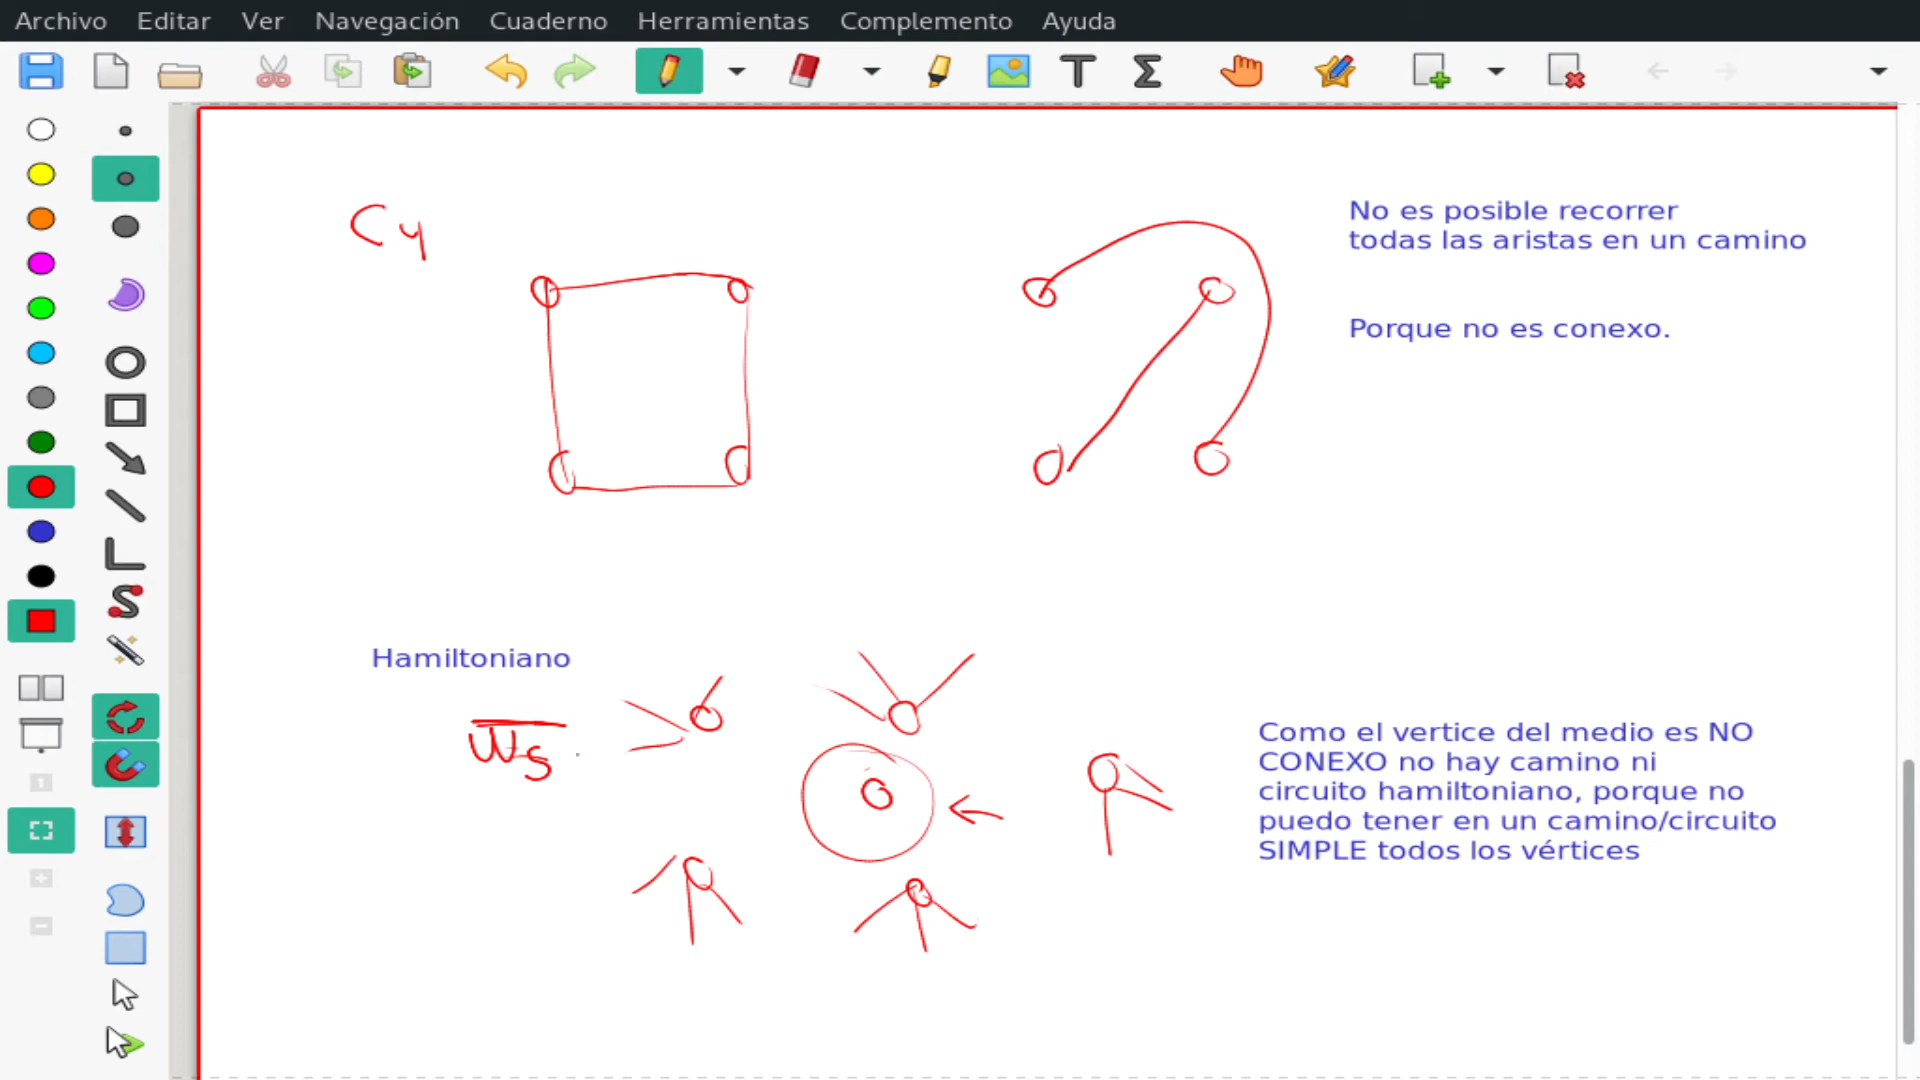 Archivo Editar Ver Navegación Cuaderno Herramientas Complemento Ayuda
C4
No es posible recorrer
todas las aristas en un camino
Porque no es conexo.
Hamiltoniano
W5
Como el vertice del medio es NO
CONEXO no hay camino ni
circuito hamiltoniano, porque no
puedo tener en un camino/circuito
SIMPLE todos los vértices